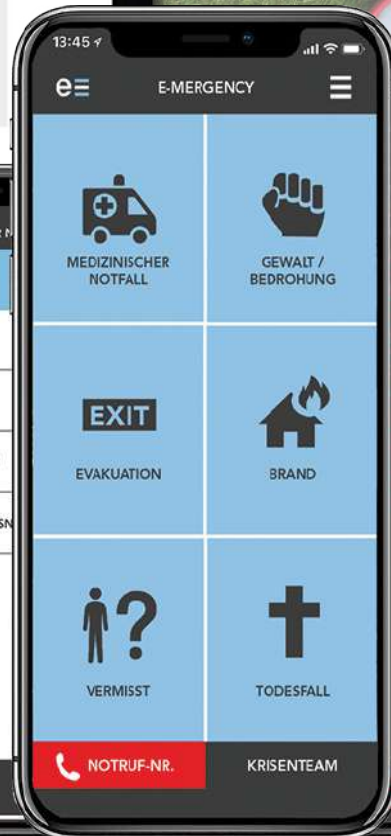 13:45
e
E-MERGENCY
MEDIZINISCHER
NOTFALL
GEWALT /
BEDROHUNG
EXIT
EVAKUATION
BRAND
?
VERMISST
TODESFALL
NOTRUF-NR.
KRISENTEAM